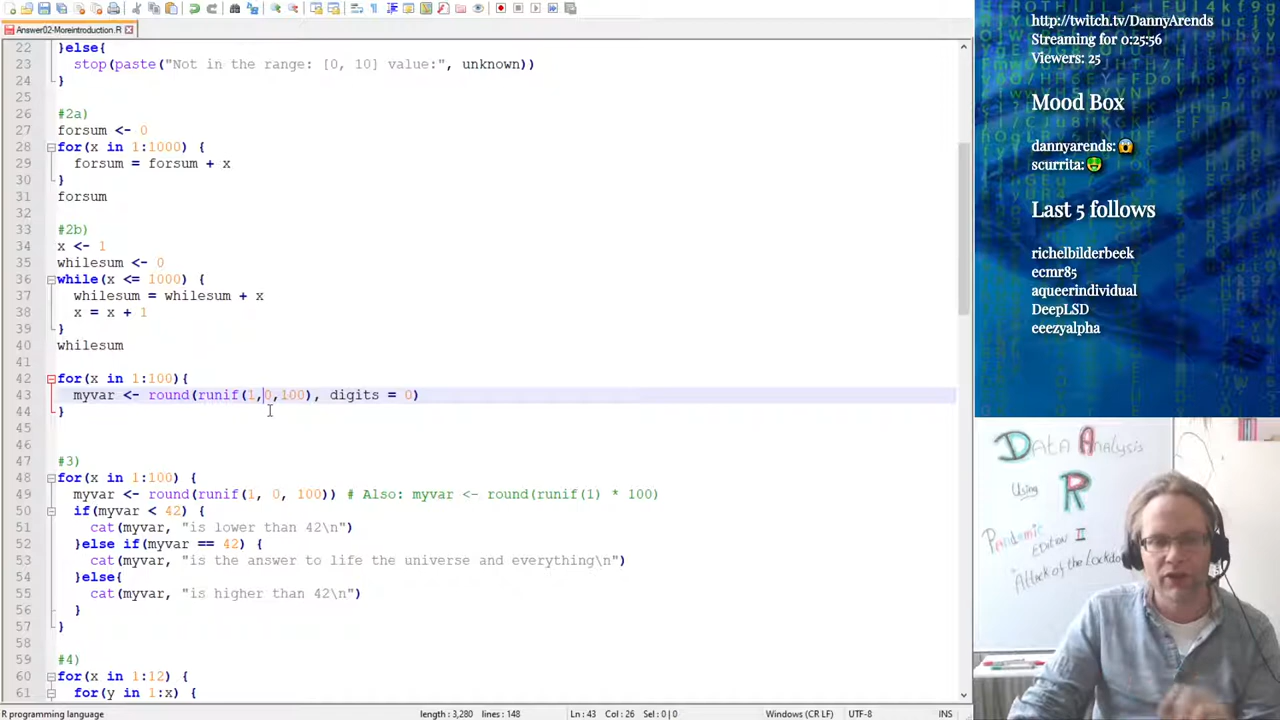 Answer02-Moreintroduction.R
22 }else{
23 stop(paste("Not in the range: [0, 10] value:", unknown))
24 }
25
26 #2a)
27 forsum <- 0
28 for(x in 1:1000) {
29 forsum = forsum + x
30 }
31 forsum
32
33 #2b)
34 x <- 1
35 whilesum <- 0
36 while(x <= 1000) {
37 whilesum = whilesum + x
38 x = x + 1
39 }
40 whilesum
41
42 for(x in 1:100){
43 myvar <- round(runif(1,0,100), digits = 0)
44 }
45
46
47 #3)
48 for(x in 1:100) {
49 myvar <- round(runif(1, 0, 100)) # Also: myvar <- round(runif(1) * 100)
50 if(myvar < 42) {
51 cat(myvar, "is lower than 42\n")
52 }else if(myvar == 42) {
53 cat(myvar, "is the answer to life the universe and everything\n")
54 }else{
55 cat(myvar, "is higher than 42\n")
56 }
57 }
58
59 #4)
60 for(x in 1:12) {
61 for(y in 1:x) {
R programming language length : 3,280 lines : 148 Ln : 43 Col : 26 Sel : 0 | 0 Windows (CR LF) UTF-8 INS
http://twitch.tv/DannyArends
Streaming for 0:25:56
Viewers: 25
Mood Box
dannyarends: 😱
scurrita: 🤑
Last 5 follows
richelbilderbeek
ecmr85
aqueerindividual
DeepLSD
eeezyalpha
Data Analysis
Using R
Pandemic
Edition II
Attack of the Lockdo